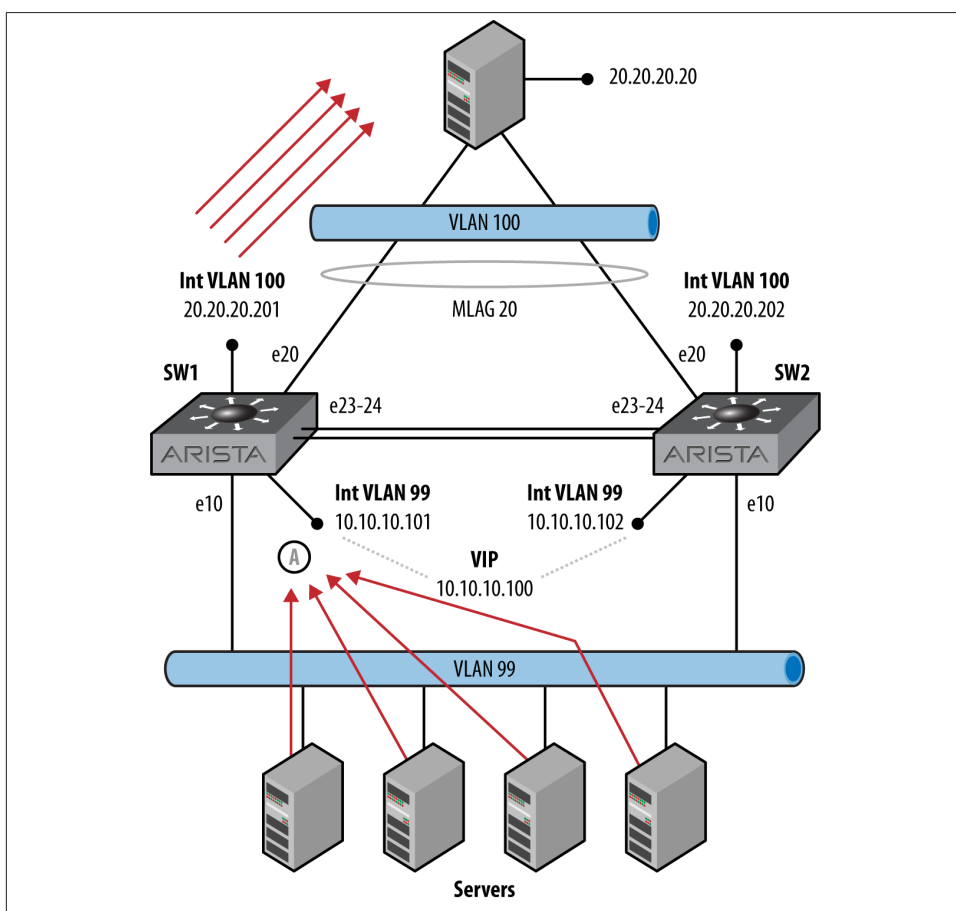 20.20.20.20
VLAN 100
Int VLAN 100
20.20.20.201
Int VLAN 100
20.20.20.202
MLAG 20
e20
e20
SW1
SW2
e23-24
e23-24
ARISTA
ARISTA
e10
Int VLAN 99
10.10.10.101
Int VLAN 99
10.10.10.102
e10
A
VIP
10.10.10.100
VLAN 99
Servers